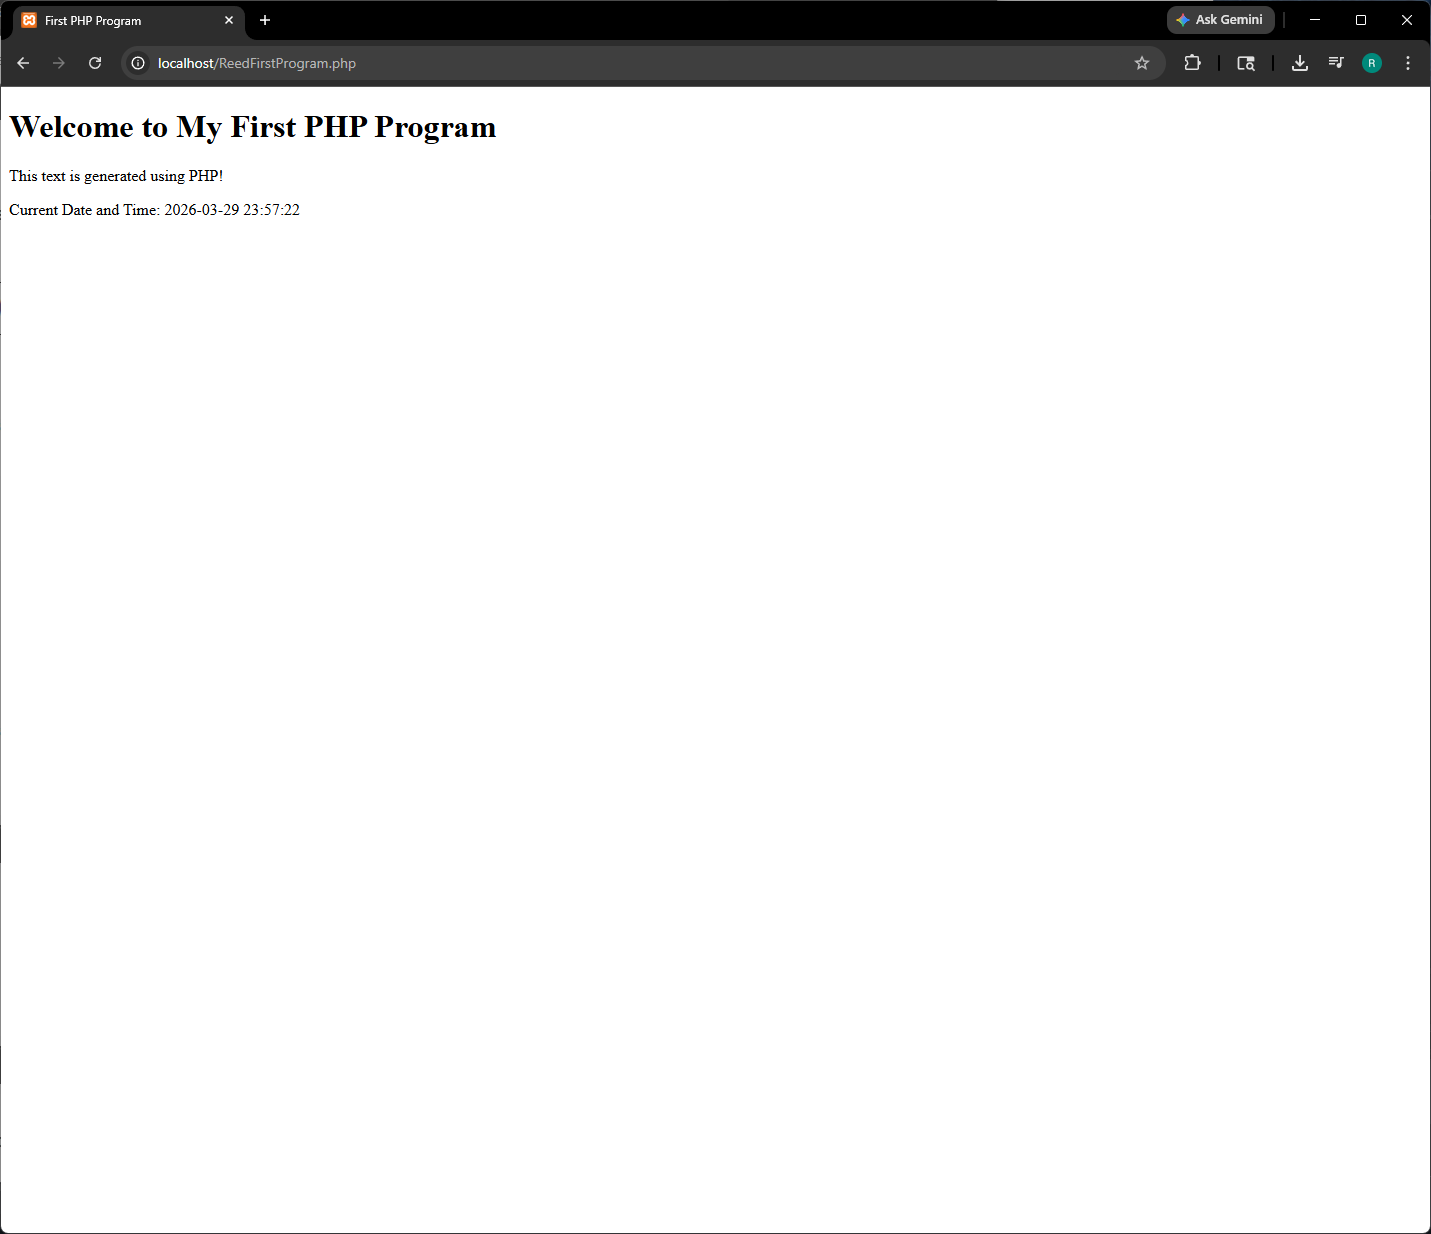 First PHP Program
Ask Gemini
localhost/ReedFirstProgram.php
R
Welcome to My First PHP Program
This text is generated using PHP!
Current Date and Time: 2026-03-29 23:57:22